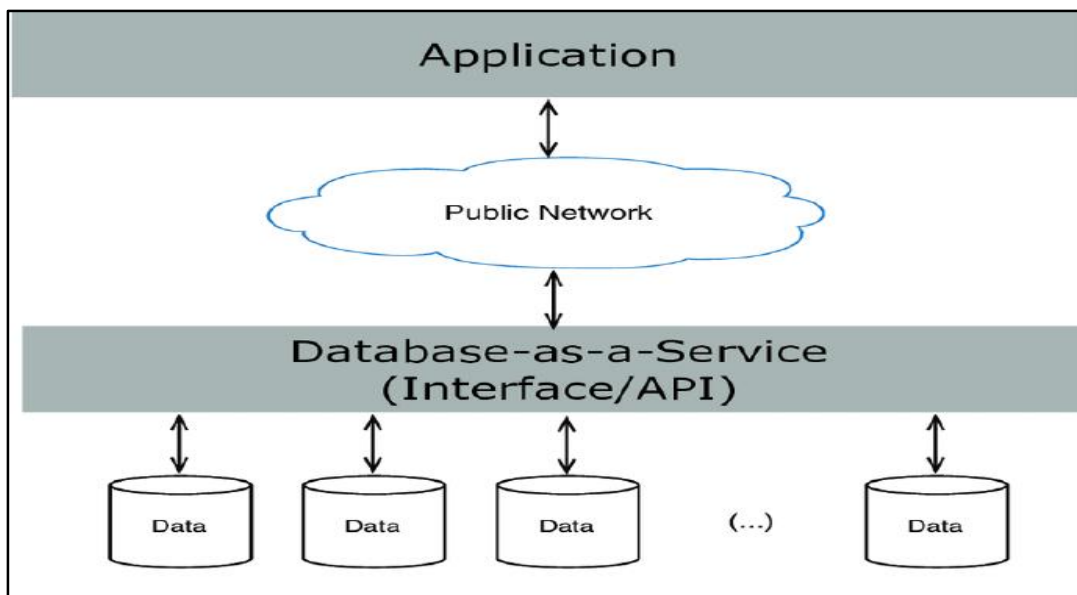 Application
Public Network
Database-as-a-Service
(Interface/API)
Data
Data
Data
(...)
Data